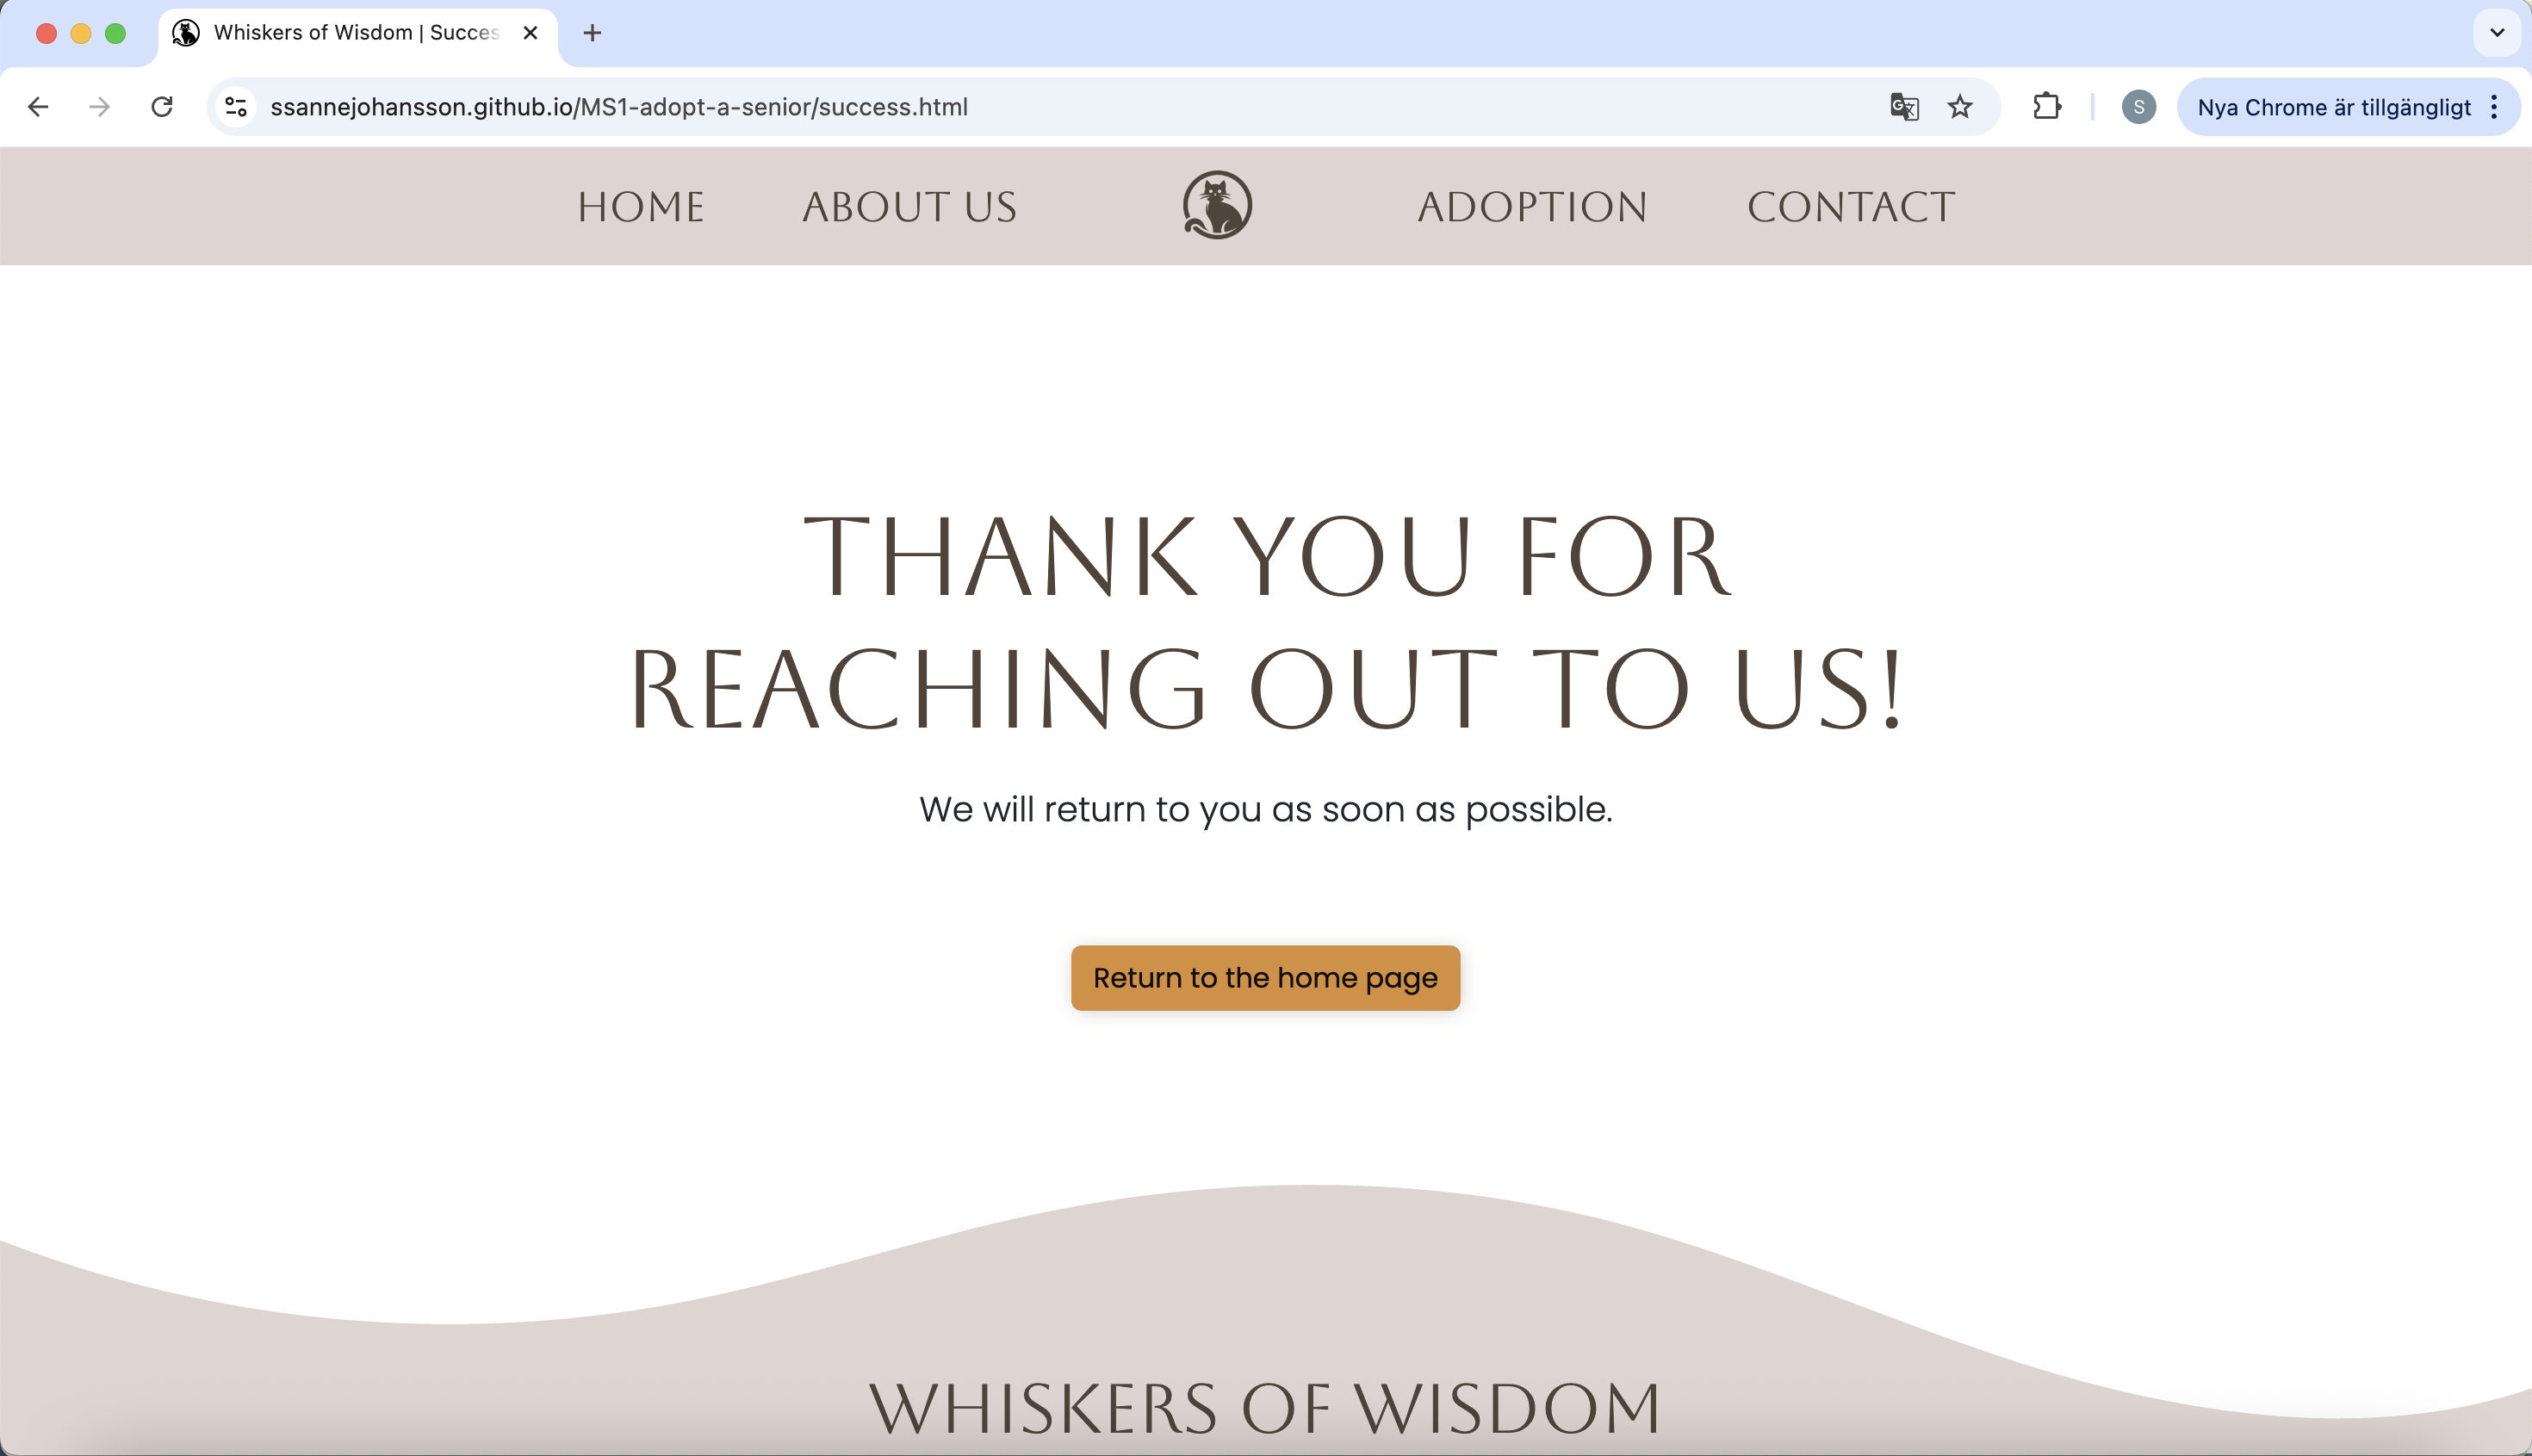 Whiskers of Wisdom | Succes
ssannejohansson.github.io/MS1-adopt-a-senior/success.html
S
Nya Chrome är tillgängligt
HOME ABOUT US ADOPTION CONTACT
THANK YOU FOR
REACHING OUT TO US!
We will return to you as soon as possible.
Return to the home page
WHISKERS OF WISDOM